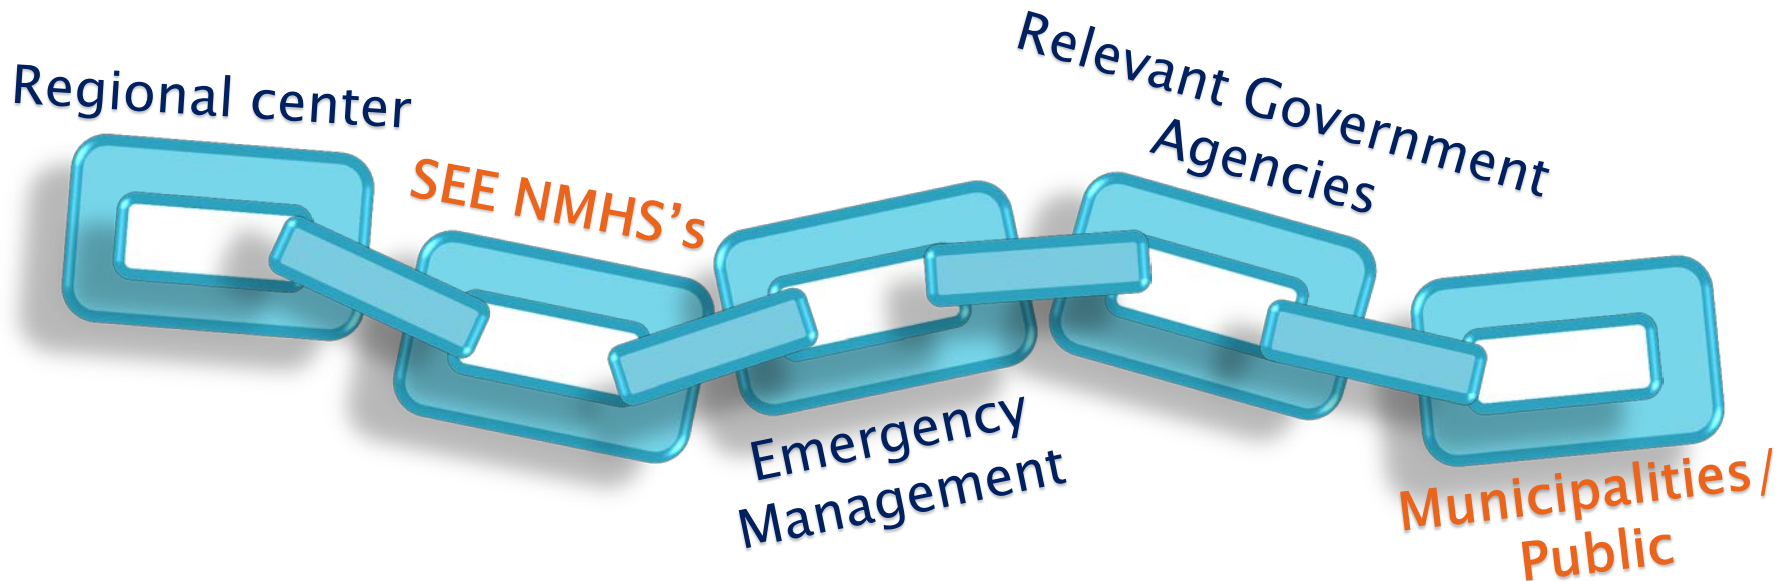 Regional center
SEE NMHS’s
Emergency
Management
Relevant Government
Agencies
Municipalities/
Public